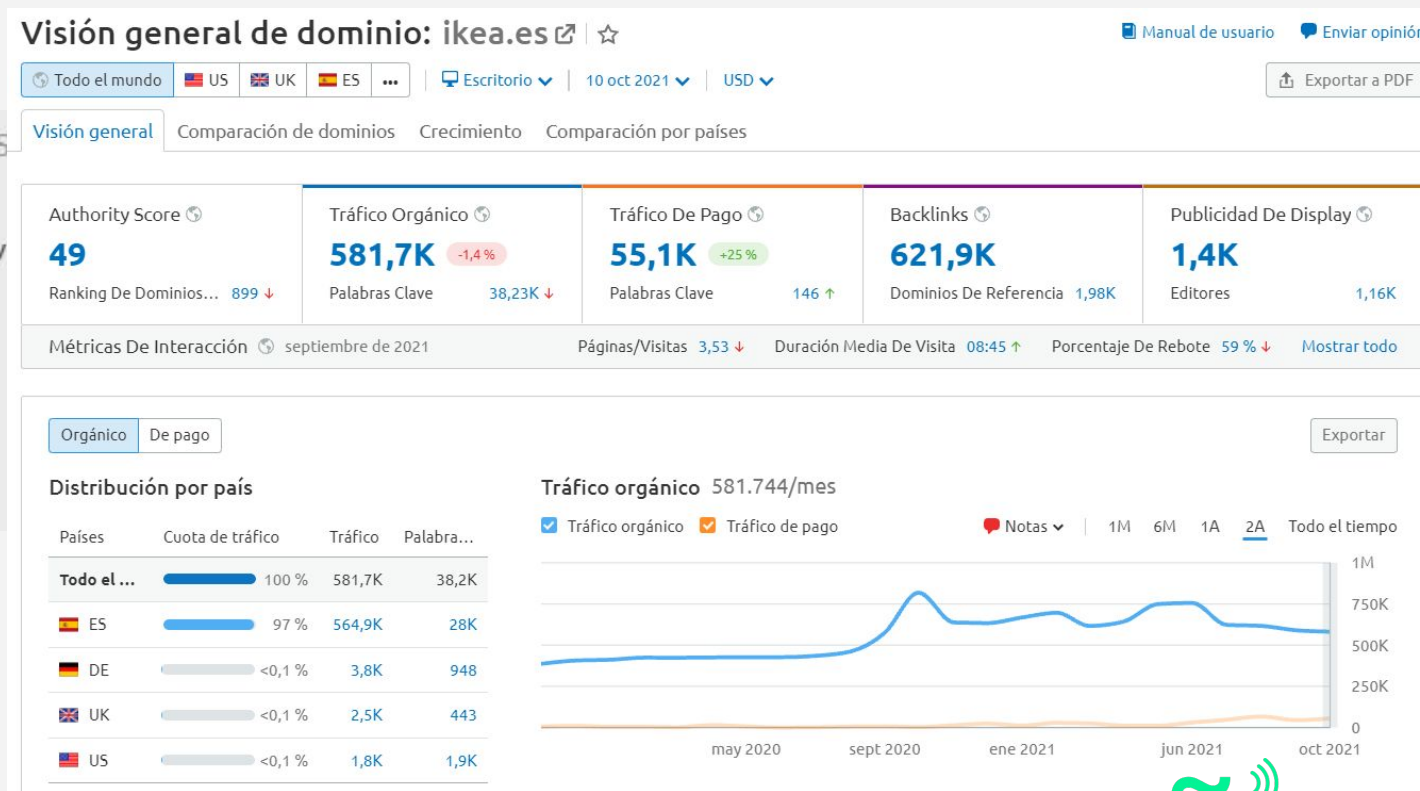 Visión general de dominio: ikea.es
Manual de usuario Enviar opinión
Todo el mundo US UK ES ... Escritorio 10 oct 2021 USD Exportar a PDF
Visión general Comparación de dominios Crecimiento Comparación por países
Authority Score Tráfico Orgánico Tráfico De Pago Backlinks Publicidad De Display
49 581,7K -1,4 % 55,1K +25 % 621,9K 1,4K
Ranking De Dominios... 899 ↓ Palabras Clave 38,23K ↓ Palabras Clave 146 ↑ Dominios De Referencia 1,98K Editores 1,16K
Métricas De Interacción septiembre de 2021 Páginas/Visitas 3,53 ↓ Duración Media De Visita 08:45 ↑ Porcentaje De Rebote 59 % ↓ Mostrar todo
Orgánico De pago Exportar
Distribución por país Tráfico orgánico 581.744/mes
Tráfico orgánico Tráfico de pago Notas 1M 6M 1A 2A Todo el tiempo
Países Cuota de tráfico Tráfico Palabra...
Todo el ... 100 % 581,7K 38,2K
ES 97 % 564,9K 28K
DE <0,1 % 3,8K 948
UK <0,1 % 2,5K 443
US <0,1 % 1,8K 1,9K
1M
750K
500K
250K
0
may 2020 sept 2020 ene 2021 jun 2021 oct 2021